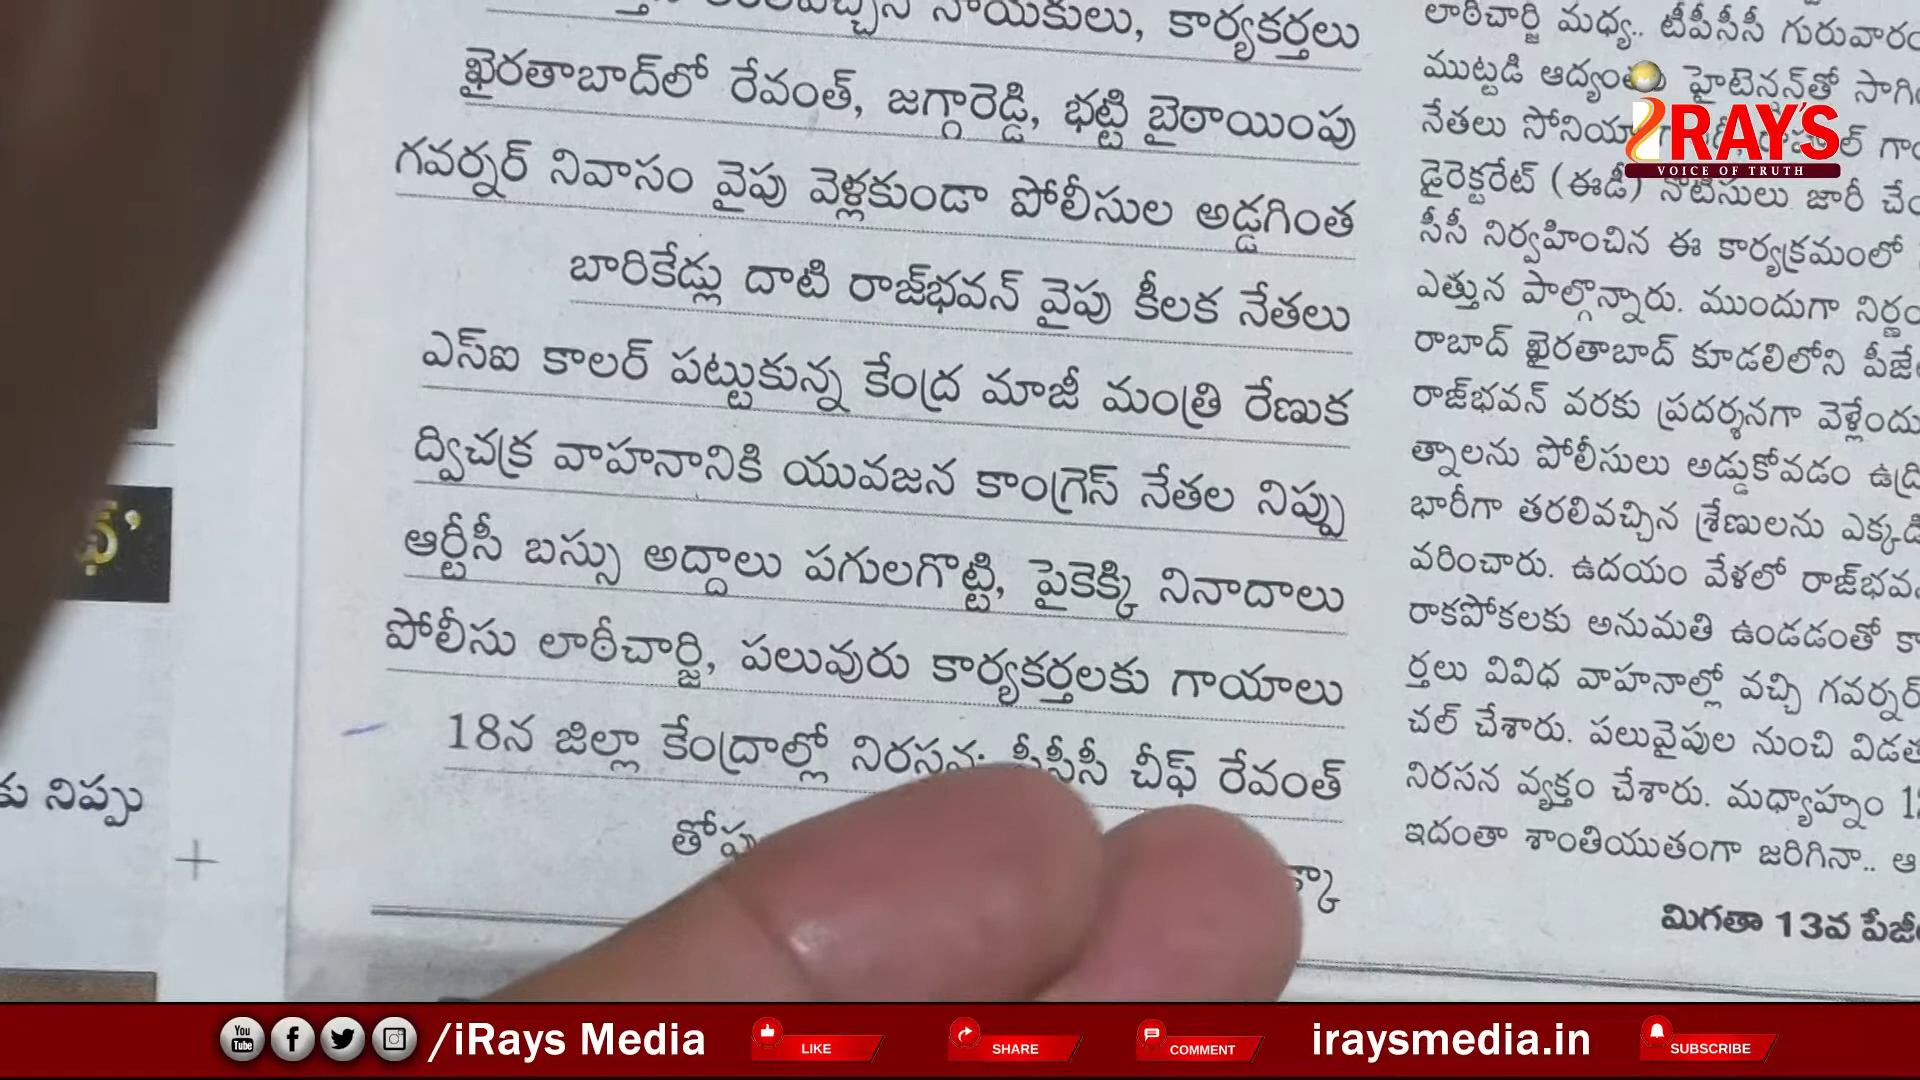 నాయకులు, కార్యకర్తలు
ఖైరతాబాద్‌లో రేవంత్, జగ్గారెడ్డి, భట్టి బైఠాయింపు
గవర్నర్ నివాసం వైపు వెళ్లకుండా పోలీసుల అడ్డగింత
బారికేడ్లు దాటి రాజ్‌భవన్ వైపు కీలక నేతలు
ఎస్ఐ కాలర్ పట్టుకున్న కేంద్ర మాజీ మంత్రి రేణుక
ద్విచక్ర వాహనానికి యువజన కాంగ్రెస్ నేతల నిప్పు
ఆర్టీసీ బస్సు అద్దాలు పగులగొట్టి, పైకెక్కి నినాదాలు
పోలీసు లాఠీచార్జి, పలువురు కార్యకర్తలకు గాయాలు
18న జిల్లా కేంద్రాల్లో నిరసన: పీసీసీ చీఫ్ రేవంత్
లాఠీచార్జి మధ్య.. టీపీసీసీ గురువారం
ముట్టడి ఆద్యంతం హైటెన్షన్‌తో
నేతలు సోనియా
డైరెక్టరేట్ (ఈడీ) నోటీసులు జారీ
సీసీ నిర్వహించిన ఈ కార్యక్రమంలో
ఎత్తున పాల్గొన్నారు. ముందుగా
రాబాద్ ఖైరతాబాద్ కూడలిలోని
రాజ్‌భవన్ వరకు ప్రదర్శనగా
త్నాలను పోలీసులు అడ్డుకోవడం
భారీగా తరలివచ్చిన శ్రేణులను
వరించారు. ఉదయం వేళలో
రాకపోకలకు అనుమతి ఉండడంతో
ర్తలు వివిధ వాహనాల్లో వచ్చి గవర్నర్
చల్ చేశారు. పలువైపుల నుంచి
నిరసన వ్యక్తం చేశారు. మధ్యాహ్నం
ఇదంతా శాంతియుతంగా జరిగినా..
మిగతా 13వ
కు నిప్పు
iRAY'S
VOICE OF TRUTH
You Tube /iRays Media LIKE SHARE COMMENT iraysmedia.in SUBSCRIBE